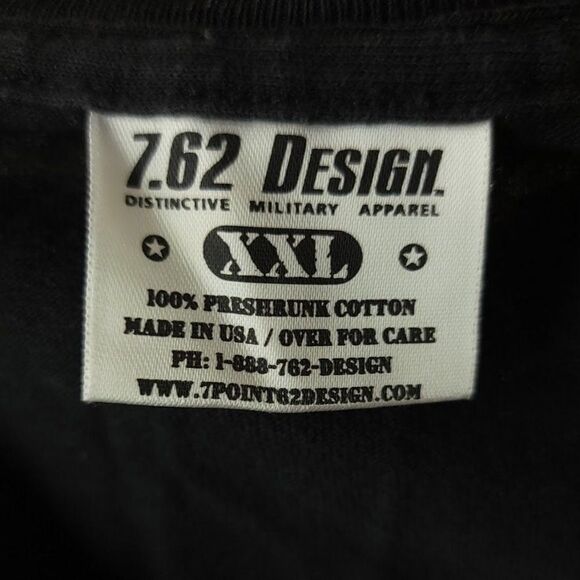 7.62 DESIGN™
DISTINCTIVE MILITARY APPAREL
XXL
100% PRESHRUNK COTTON
MADE IN USA / OVER FOR CARE
PH: 1-888-762-DESIGN
WWW.7POINT62DESIGN.COM